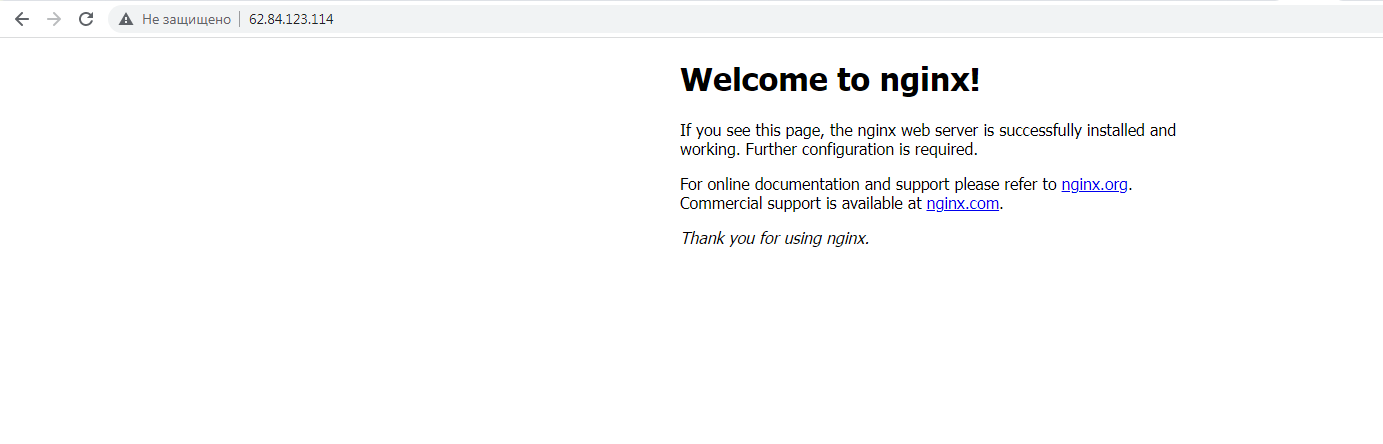 Не защищено | 62.84.123.114
Welcome to nginx!
If you see this page, the nginx web server is successfully installed and
working. Further configuration is required.
For online documentation and support please refer to nginx.org.
Commercial support is available at nginx.com.
Thank you for using nginx.